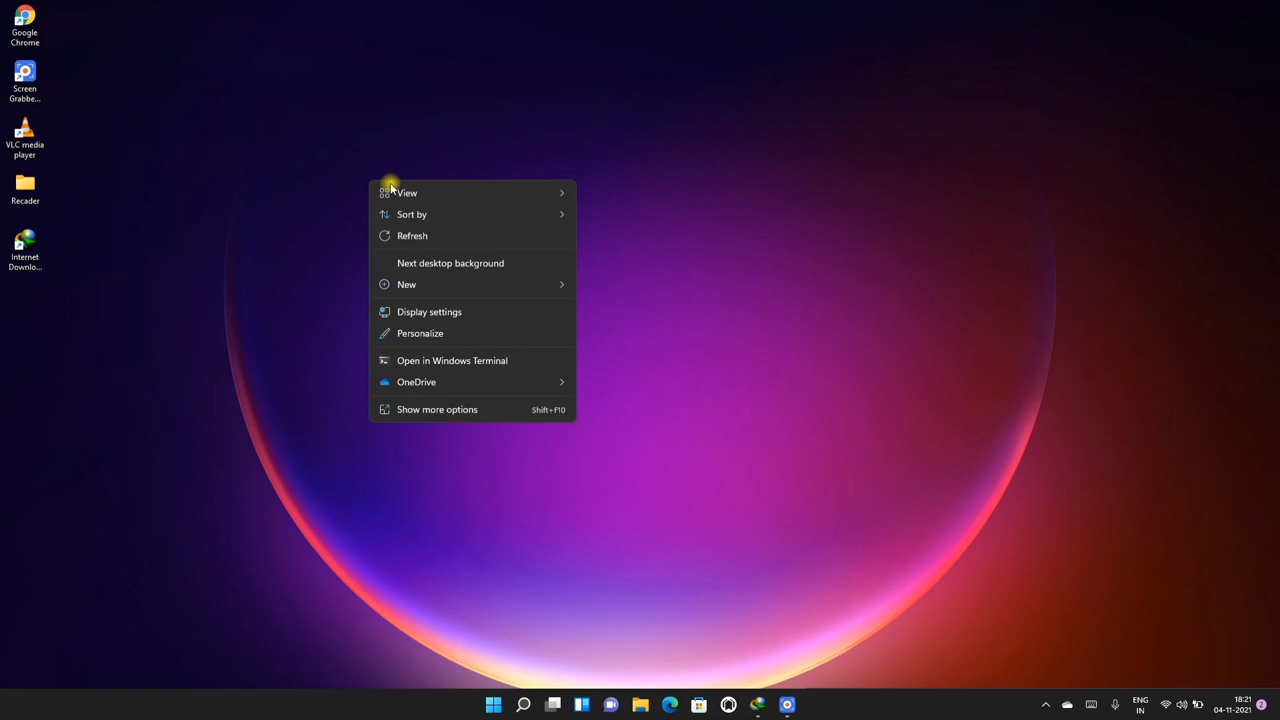 Google
Chrome
Screen
Grabbe...
VLC media
player
Recader
Internet
Downlo...
View
Sort by
Refresh
Next desktop background
New
Display settings
Personalize
Open in Windows Terminal
OneDrive
Show more options Shift+F10
ENG
IN
18:21
04-11-2021
2